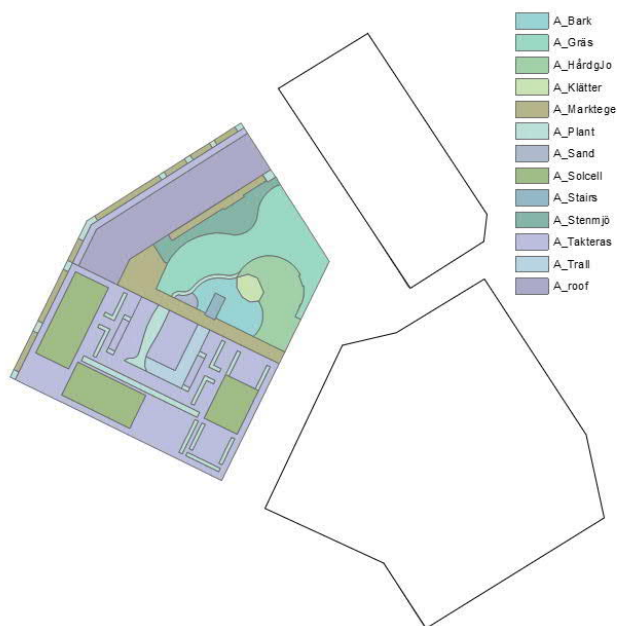 A_Bark
A_Gräs
A_HårdgJo
A_Klätter
A_Marktege
A_Plant
A_Sand
A_Solcell
A_Stairs
A_Stenmjö
A_Takteras
A_Trall
A_roof